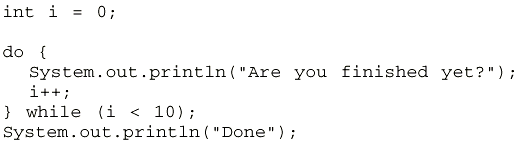 int i = 0;
do {
System.out.println("Are you finished yet?");
i++;
} while (i < 10);
System.out.println("Done");